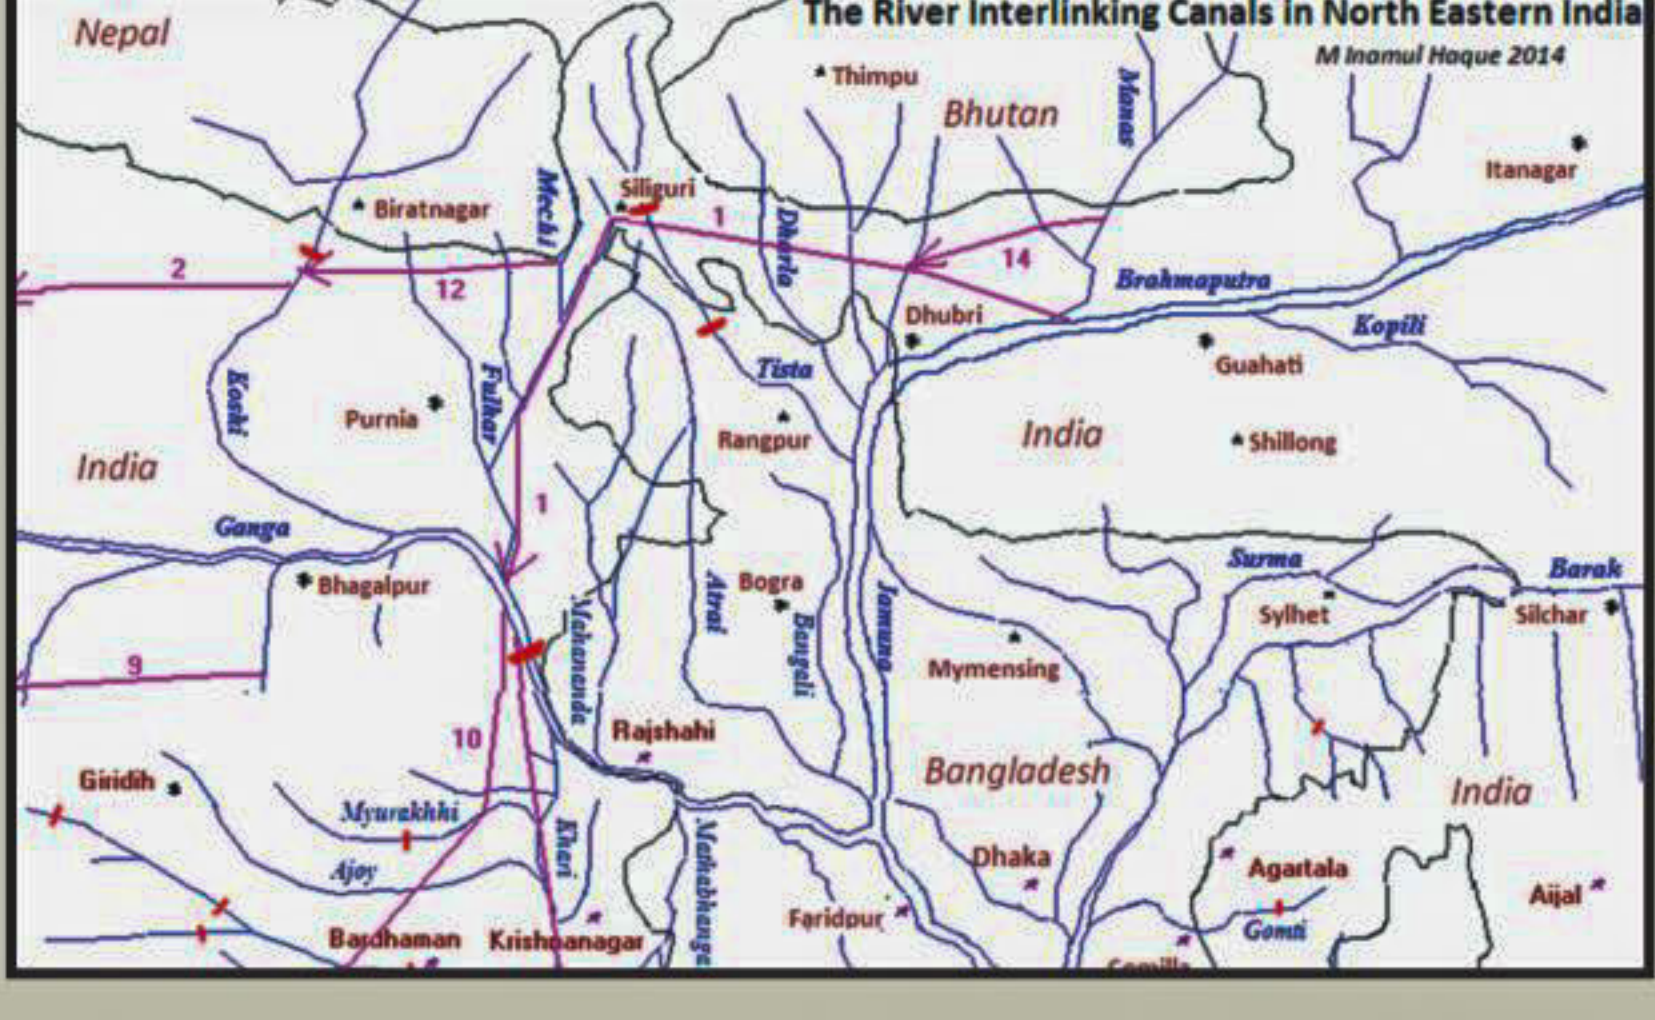 The River Interlinking Canals in North Eastern India
M Inamul Haque 2014
Nepal
Thimpu
Bhutan
Manas
Itanagar
Siliguri
Mechi
Biratnagar
1
Dharla
14
2
12
Brahmaputra
Dhubri
Kopili
Guahati
Koshi
Fulhar
Tista
Purnia
Rangpur
India
Shillong
India
1
Ganga
Bhagalpur
Atrai
Bogra
Jamuna
Surma
Barak
Sylhet
Silchar
Mahananda
Bangali
Mymensing
9
10
Rajshahi
Bangladesh
India
Giridih
Myurakhhi
Khari
Mathabhanga
Dhaka
Ajoy
Agartala
Aijal
Faridpur
Gomti
Bardhaman
Krishnanagar
Comilla